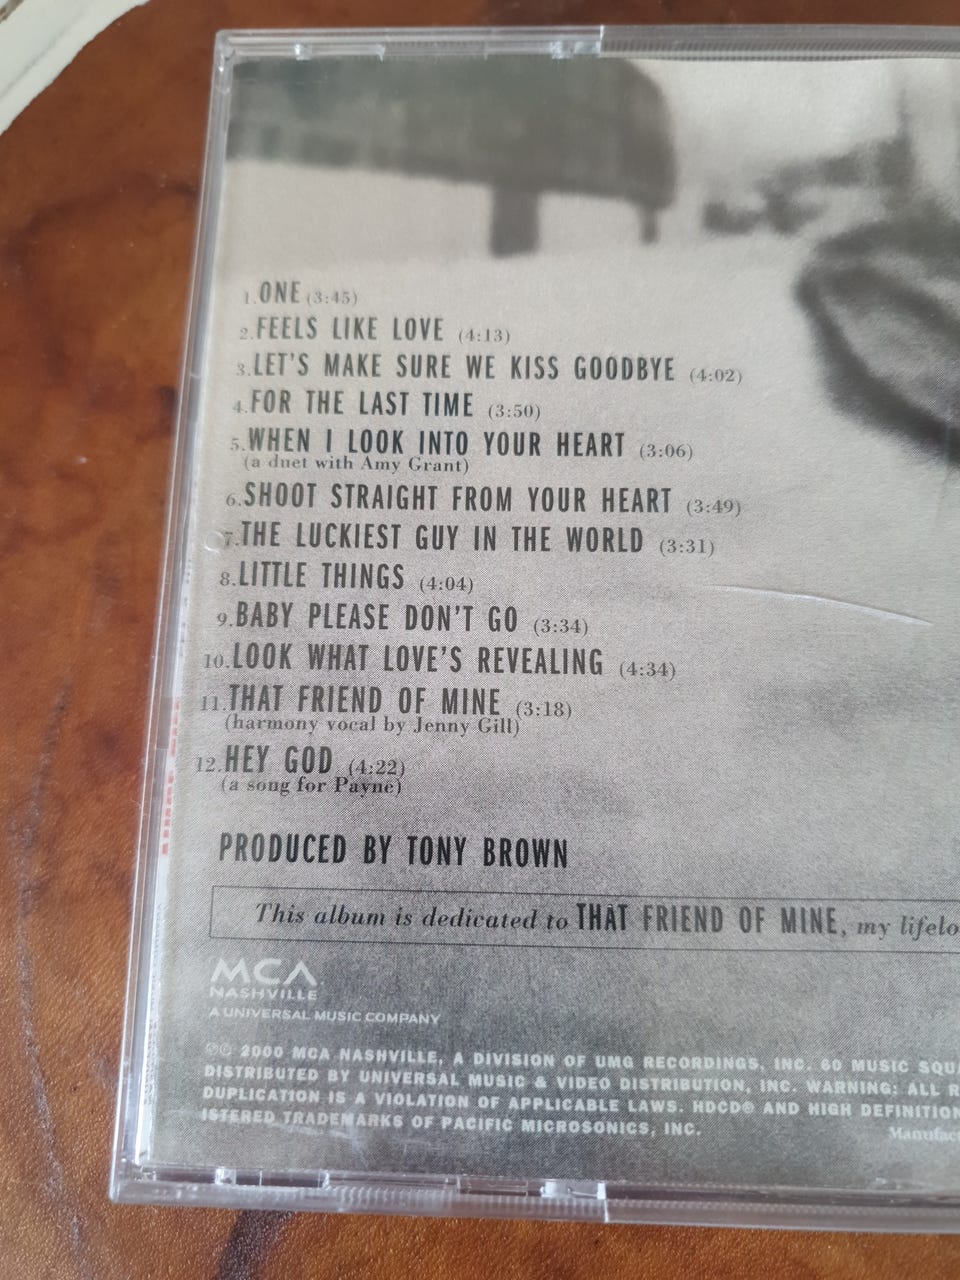 1. ONE (3:45)
2. FEELS LIKE LOVE (4:13)
3. LET'S MAKE SURE WE KISS GOODBYE (4:02)
4. FOR THE LAST TIME (3:50)
5. WHEN I LOOK INTO YOUR HEART (3:06)
(a duet with Amy Grant)
6. SHOOT STRAIGHT FROM YOUR HEART (3:49)
7. THE LUCKIEST GUY IN THE WORLD (3:31)
8. LITTLE THINGS (4:04)
9. BABY PLEASE DON'T GO (3:34)
10. LOOK WHAT LOVE'S REVEALING (4:34)
11. THAT FRIEND OF MINE (3:18)
(harmony vocal by Jenny Gill)
12. HEY GOD (4:22)
(a song for Payne)
PRODUCED BY TONY BROWN
This album is dedicated to THAT FRIEND OF MINE, my lifelo
MCA
NASHVILLE
A UNIVERSAL MUSIC COMPANY
℗© 2000 MCA NASHVILLE, A DIVISION OF UMG RECORDINGS, INC. 60 MUSIC SQUA
DISTRIBUTED BY UNIVERSAL MUSIC & VIDEO DISTRIBUTION, INC. WARNING: ALL R
DUPLICATION IS A VIOLATION OF APPLICABLE LAWS. HDCD® AND HIGH DEFINITION
ISTERED TRADEMARKS OF PACIFIC MICROSONICS, INC.
Manufact